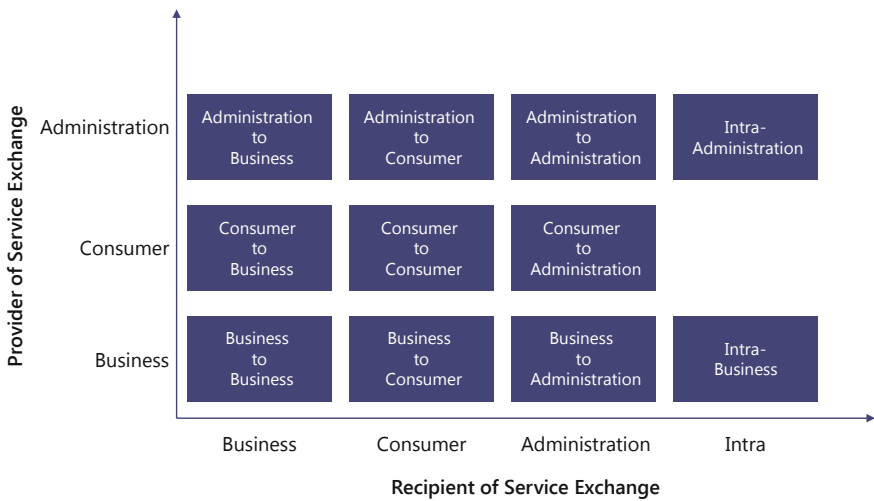 Provider of Service Exchange
Administration
Administration
to
Business
Administration
to
Consumer
Administration
to
Administration
Intra-
Administration
Consumer
Consumer
to
Business
Consumer
to
Consumer
Consumer
to
Administration
Business
Business
to
Business
Business
to
Consumer
Business
to
Administration
Intra-
Business
Business
Consumer
Administration
Intra
Recipient of Service Exchange